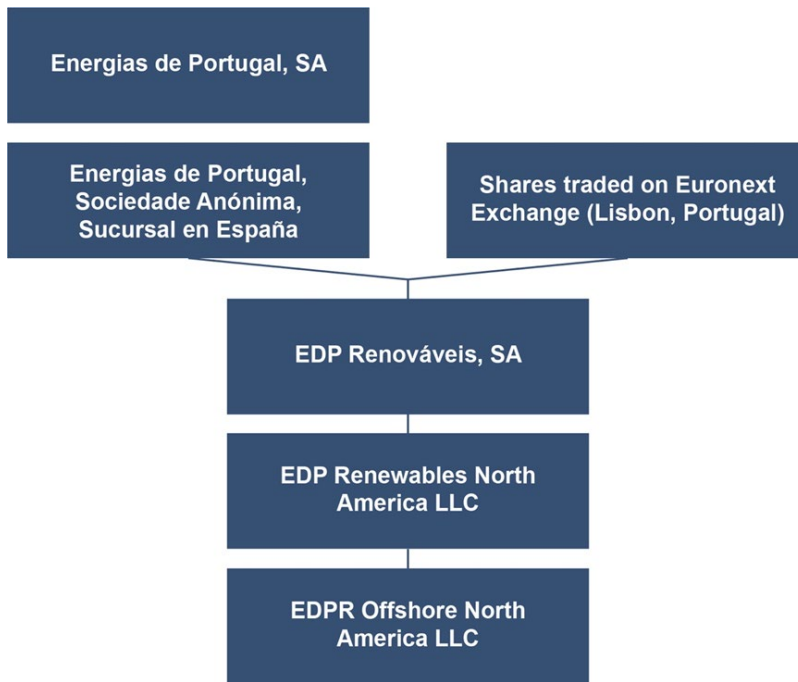 Energias de Portugal, SA
Energias de Portugal,
Sociedade Anónima,
Sucursal en España
Shares traded on Euronext
Exchange (Lisbon, Portugal)
EDP Renováveis, SA
EDP Renewables North
America LLC
EDPR Offshore North
America LLC